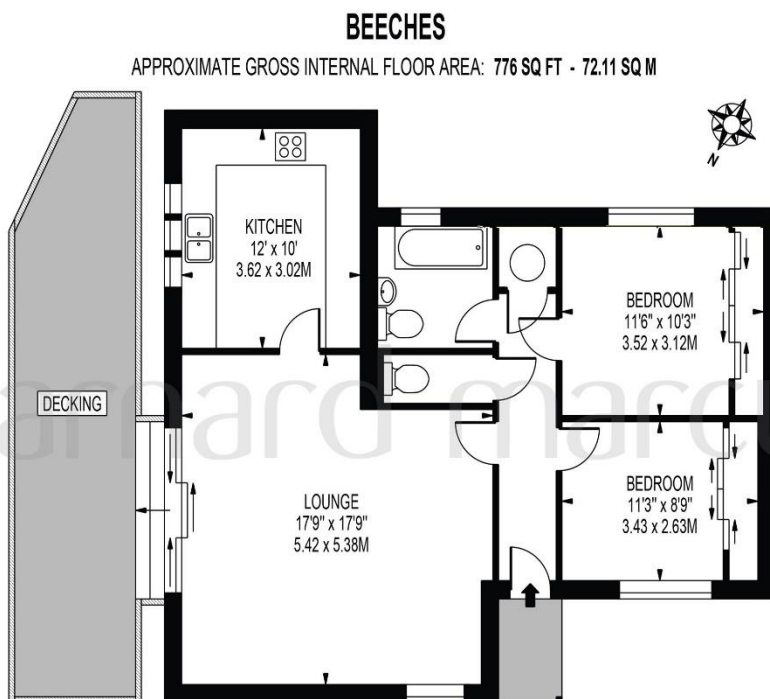 BEECHES
APPROXIMATE GROSS INTERNAL FLOOR AREA: 776 SQ FT - 72.11 SQ M
N
KITCHEN
12' x 10'
3.62 x 3.02M
BEDROOM
11'6" x 10'3"
3.52 x 3.12M
DECKING
arnard marcu
LOUNGE
17'9" x 17'9"
5.42 x 5.38M
BEDROOM
11'3" x 8'9"
3.43 x 2.63M